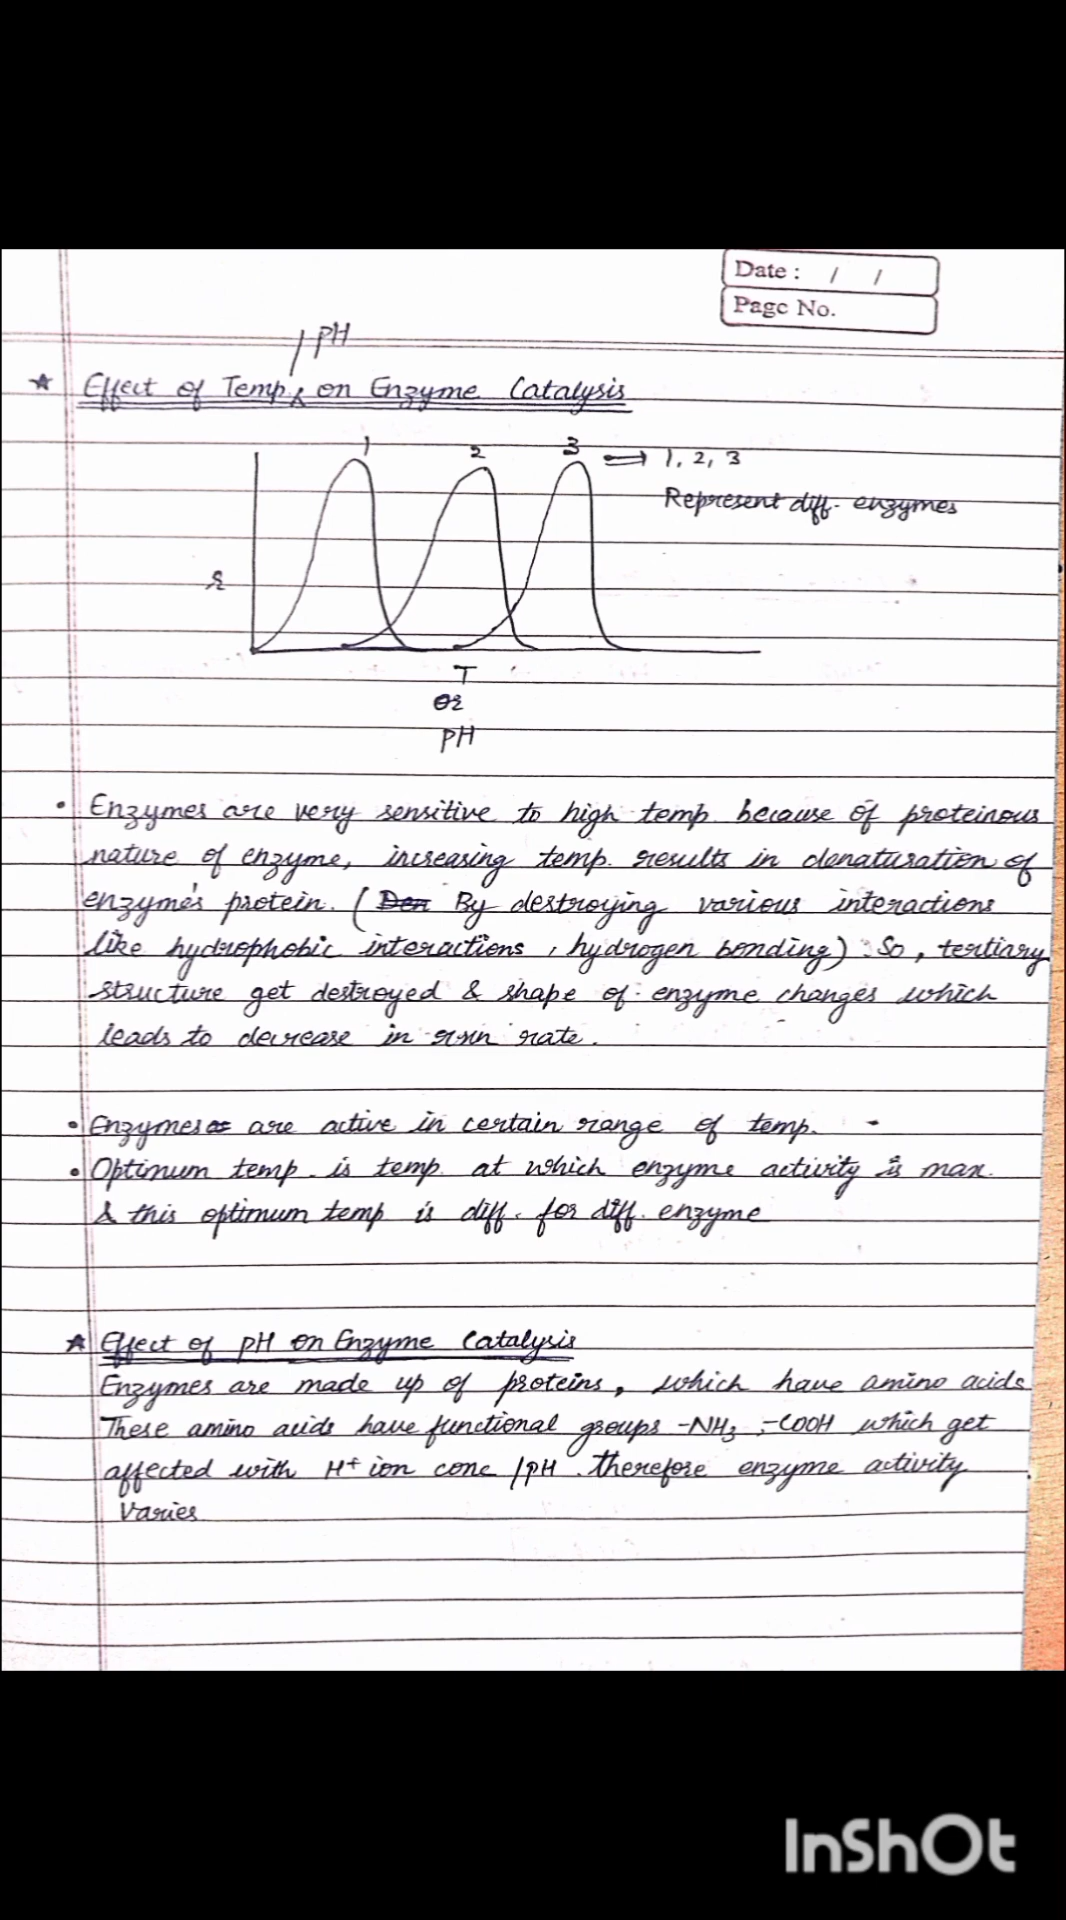 Date : / /
Page No.
/ PH
☆ Effect of Temp. on Enzyme Catalysis
1 2 3 → 1, 2, 3
Represent diff. enzymes
r
T
or
PH
• Enzymes are very sensitive to high temp. because of proteinous
nature of enzyme, increasing temp. results in denaturation of
enzyme's protein. (Den By destroying various interactions
like hydrophobic interactions, hydrogen bonding). So, tertiary
structure get destroyed & shape of enzyme changes which
leads to decrease in rxn rate.
• Enzymes are active in certain range of temp.
• Optimum temp. is temp. at which enzyme activity is max.
& this optimum temp is diff. for diff. enzyme
☆ Effect of pH on Enzyme Catalysis
Enzymes are made up of proteins, which have amino acids
These amino acids have functional groups -NH₃, -COOH which get
affected with H⁺ ion conc /pH. therefore enzyme activity
Varies
InShOt